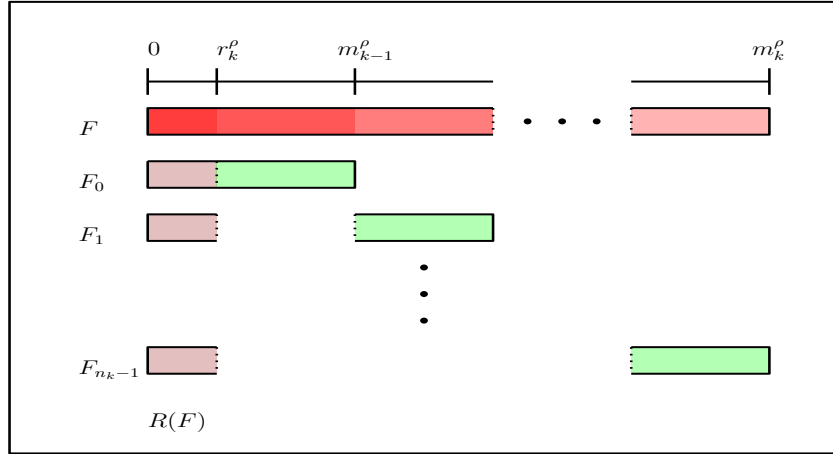 0 r_k^ρ m_{k-1}^ρ m_k^ρ
F
F_0
F_1
F_{n_k-1}
R(F)